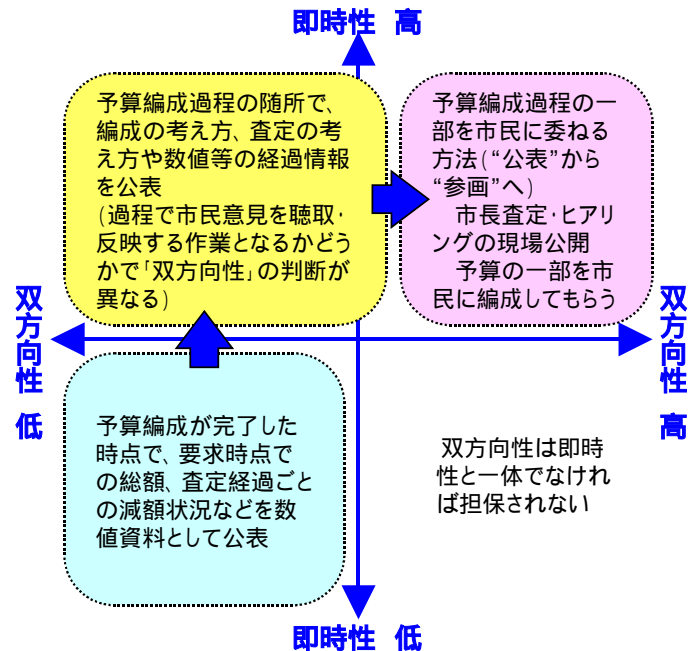 即時性 高
予算編成過程の随所で、
編成の考え方、査定の考
え方や数値等の経過情報
を公表
(過程で市民意見を聴取・
反映する作業となるかどう
かで「双方向性」の判断が
異なる)
予算編成過程の一
部を市民に委ねる
方法(“公表”から
“参画”へ)
市長査定・ヒアリ
ングの現場公開
予算の一部を市
民に編成してもらう
双方向性 低
双方向性 高
予算編成が完了した
時点で、要求時点で
の総額、査定経過ごと
の減額状況などを数
値資料として公表
双方向性は即時
性と一体でなけれ
ば担保されない
即時性 低